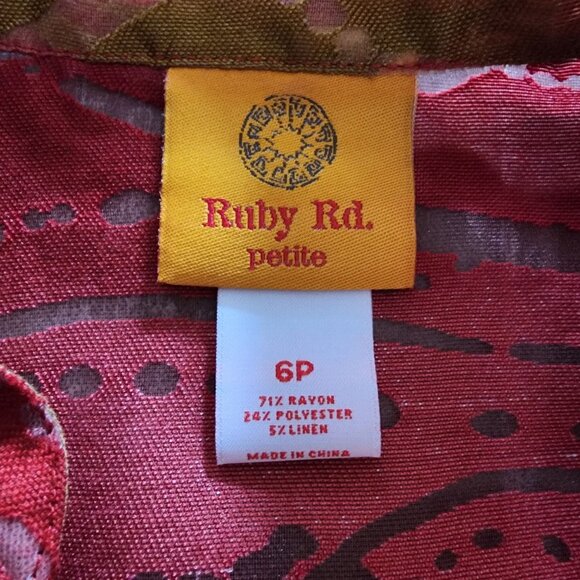 Ruby Rd.
petite
6P
71% RAYON
24% POLYESTER
5% LINEN
MADE IN CHINA